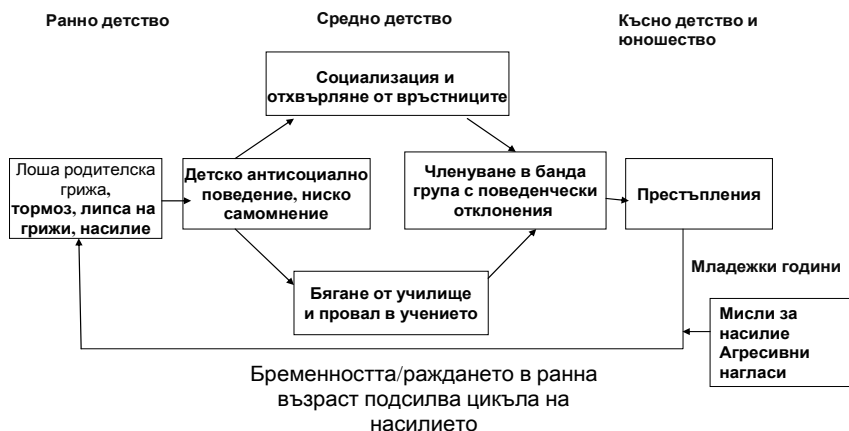 Ранно детство
Средно детство
Късно детство и
юношество
Социализация и
отхвърляне от връстниците
Лоша родителска
грижа,
тормоз, липса на
грижи, насилие
Детско антисоциално
поведение, ниско
самомнение
Членуване в банда
група с поведенчески
отклонения
Престъпления
Бягане от училище
и провал в учението
Младежки години
Мисли за
насилие
Агресивни
нагласи
Бременността/раждането в ранна
възраст подсилва цикъла на
насилието